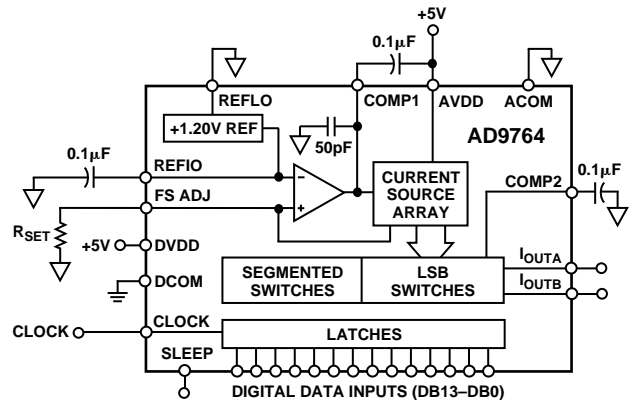 +5V
0.1µF
REFLO
COMP1
AVDD
ACOM
+1.20V REF
50pF
AD9764
0.1µF
REFIO
CURRENT
SOURCE
ARRAY
COMP2
0.1µF
FS ADJ
RSET
+5V
DVDD
DCOM
SEGMENTED
SWITCHES
LSB
SWITCHES
IOUTA
IOUTB
CLOCK
CLOCK
LATCHES
SLEEP
DIGITAL DATA INPUTS (DB13–DB0)